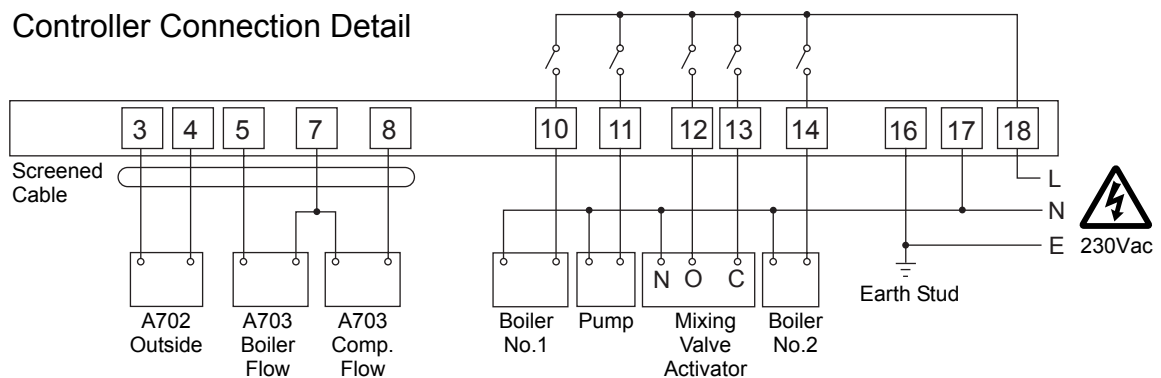 Controller Connection Detail
3 4 5 7 8 10 11 12 13 14 16 17 18
Screened
Cable
L
N
E
230Vac
N O C
Earth Stud
A702
Outside
A703
Boiler
Flow
A703
Comp.
Flow
Boiler
No.1
Pump
Mixing
Valve
Activator
Boiler
No.2